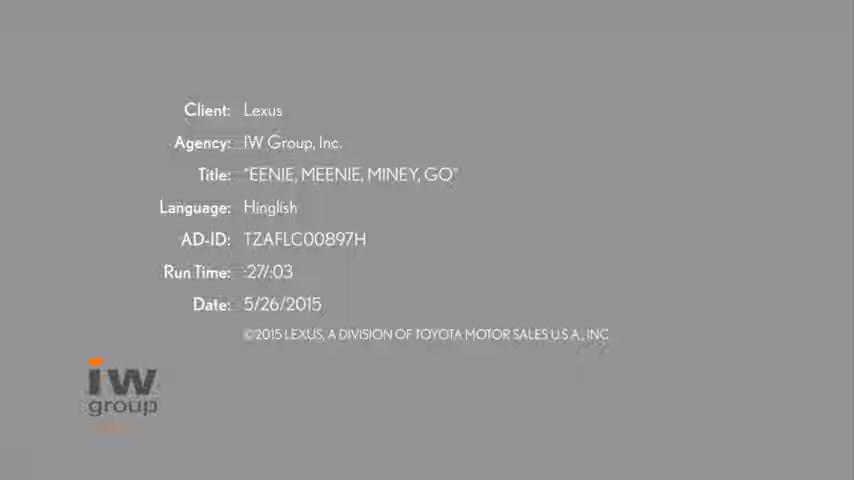 Client: Lexus
Agency: IW Group, Inc.
Title: "EENIE, MEENIE, MINEY, GO"
Language: Hinglish
AD-ID: TZAFLC00897H
Run Time: :27/:03
Date: 5/26/2015
©2015 LEXUS, A DIVISION OF TOYOTA MOTOR SALES U.S.A., INC
iw
group